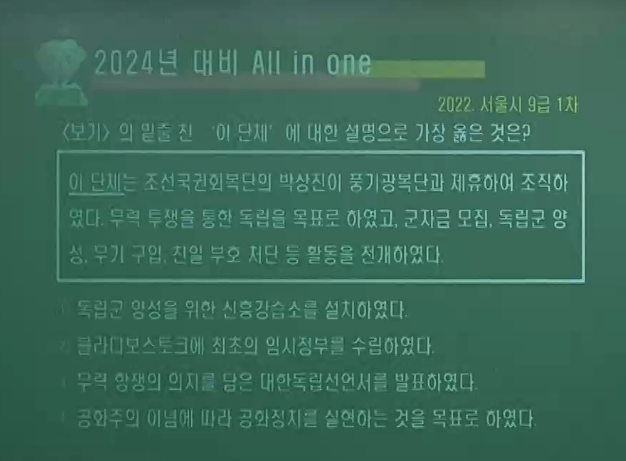 2024년 대비 All in one
2022. 서울시 9급 1차
<보기> 의 밑줄 친 '이 단체' 에 대한 설명으로 가장 옳은 것은?
이 단체는 조선국권회복단의 박상진이 풍기광복단과 제휴하여 조직하
였다. 무력 투쟁을 통한 독립을 목표로 하였고, 군자금 모집, 독립군 양
성, 무기 구입, 친일 부호 처단 등 활동을 전개하였다.
독립군 양성을 위한 신흥강습소를 설치하였다.
블라디보스토크에 최초의 임시정부를 수립하였다.
무력 항쟁의 의지를 담은 대한독립선언서를 발표하였다.
공화주의 이념에 따라 공화정치를 실현하는 것을 목표로 하였다.